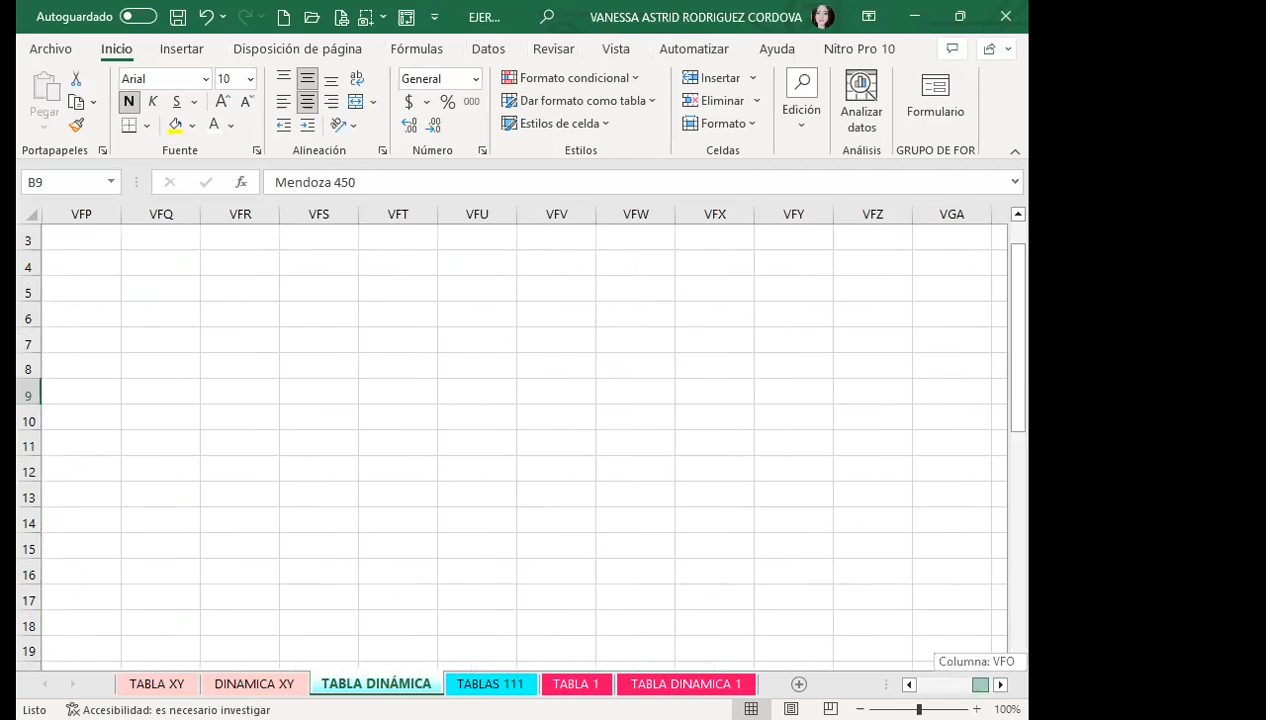 Autoguardado EJER... VANESSA ASTRID RODRIGUEZ CORDOVA
Archivo Inicio Insertar Disposición de página Fórmulas Datos Revisar Vista Automatizar Ayuda Nitro Pro 10
Pegar
Portapapeles
Arial 10
N K S
A A
A
Fuente
ab
Alineación
General
$ % 000
Número
Formato condicional
Dar formato como tabla
Estilos de celda
Estilos
Insertar
Eliminar
Formato
Celdas
Edición
Analizar
datos
Análisis
Formulario
GRUPO DE FOR
B9 fx Mendoza 450
VFP VFQ VFR VFS VFT VFU VFV VFW VFX VFY VFZ VGA
3
4
5
6
7
8
9
10
11
12
13
14
15
16
17
18
19
Columna: VFO
TABLA XY DINAMICA XY TABLA DINÁMICA TABLAS 111 TABLA 1 TABLA DINAMICA 1
Listo Accesibilidad: es necesario investigar 100%